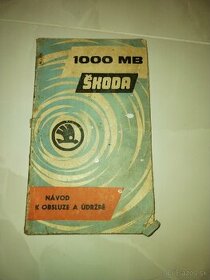 1000 MB
ŠKODA
NÁVOD
K OBSLUZE A ÚDRŽBĚ